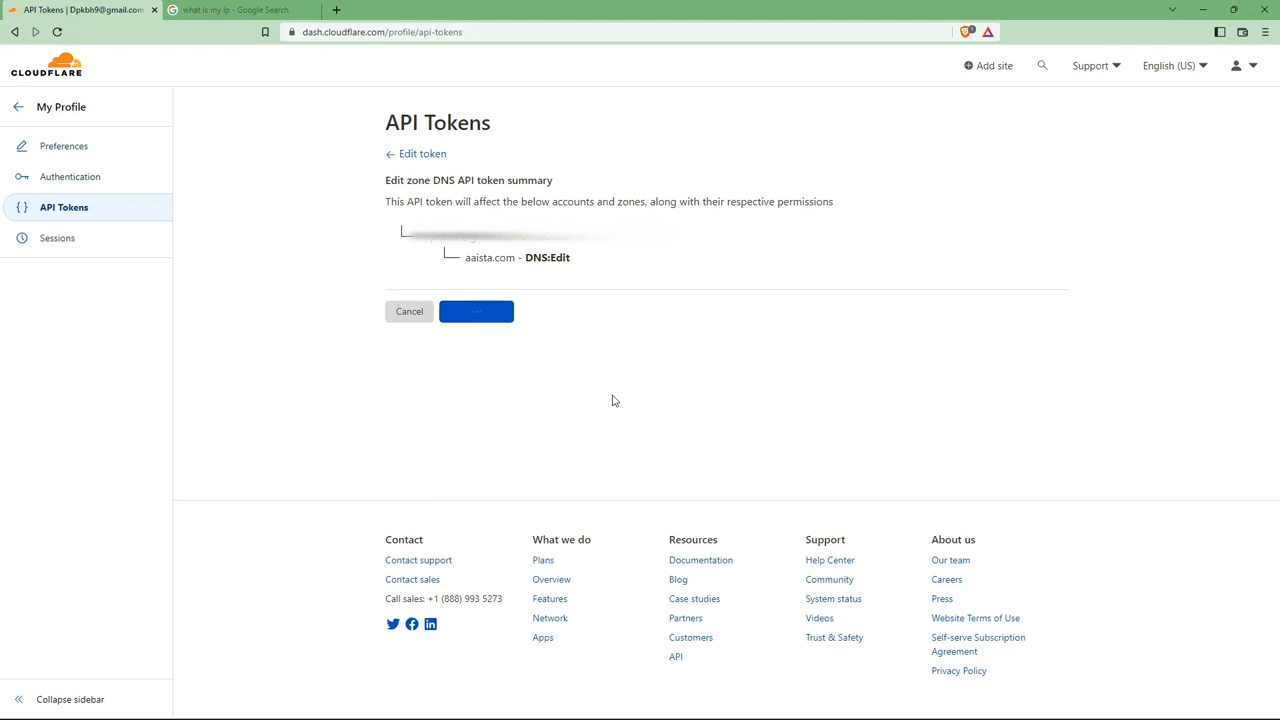 API Tokens | Dpkbh9@gmail.com
what is my ip - Google Search
dash.cloudflare.com/profile/api-tokens
1
CLOUDFLARE
Add site
Support
English (US)
My Profile
Preferences
Authentication
API Tokens
Sessions
API Tokens
Edit token
Edit zone DNS API token summary
This API token will affect the below accounts and zones, along with their respective permissions
aaista.com - DNS:Edit
Cancel
...
Contact
Contact support
Contact sales
Call sales: +1 (888) 993 5273
What we do
Plans
Overview
Features
Network
Apps
Resources
Documentation
Blog
Case studies
Partners
Customers
API
Support
Help Center
Community
System status
Videos
Trust & Safety
About us
Our team
Careers
Press
Website Terms of Use
Self-serve Subscription
Agreement
Privacy Policy
Collapse sidebar